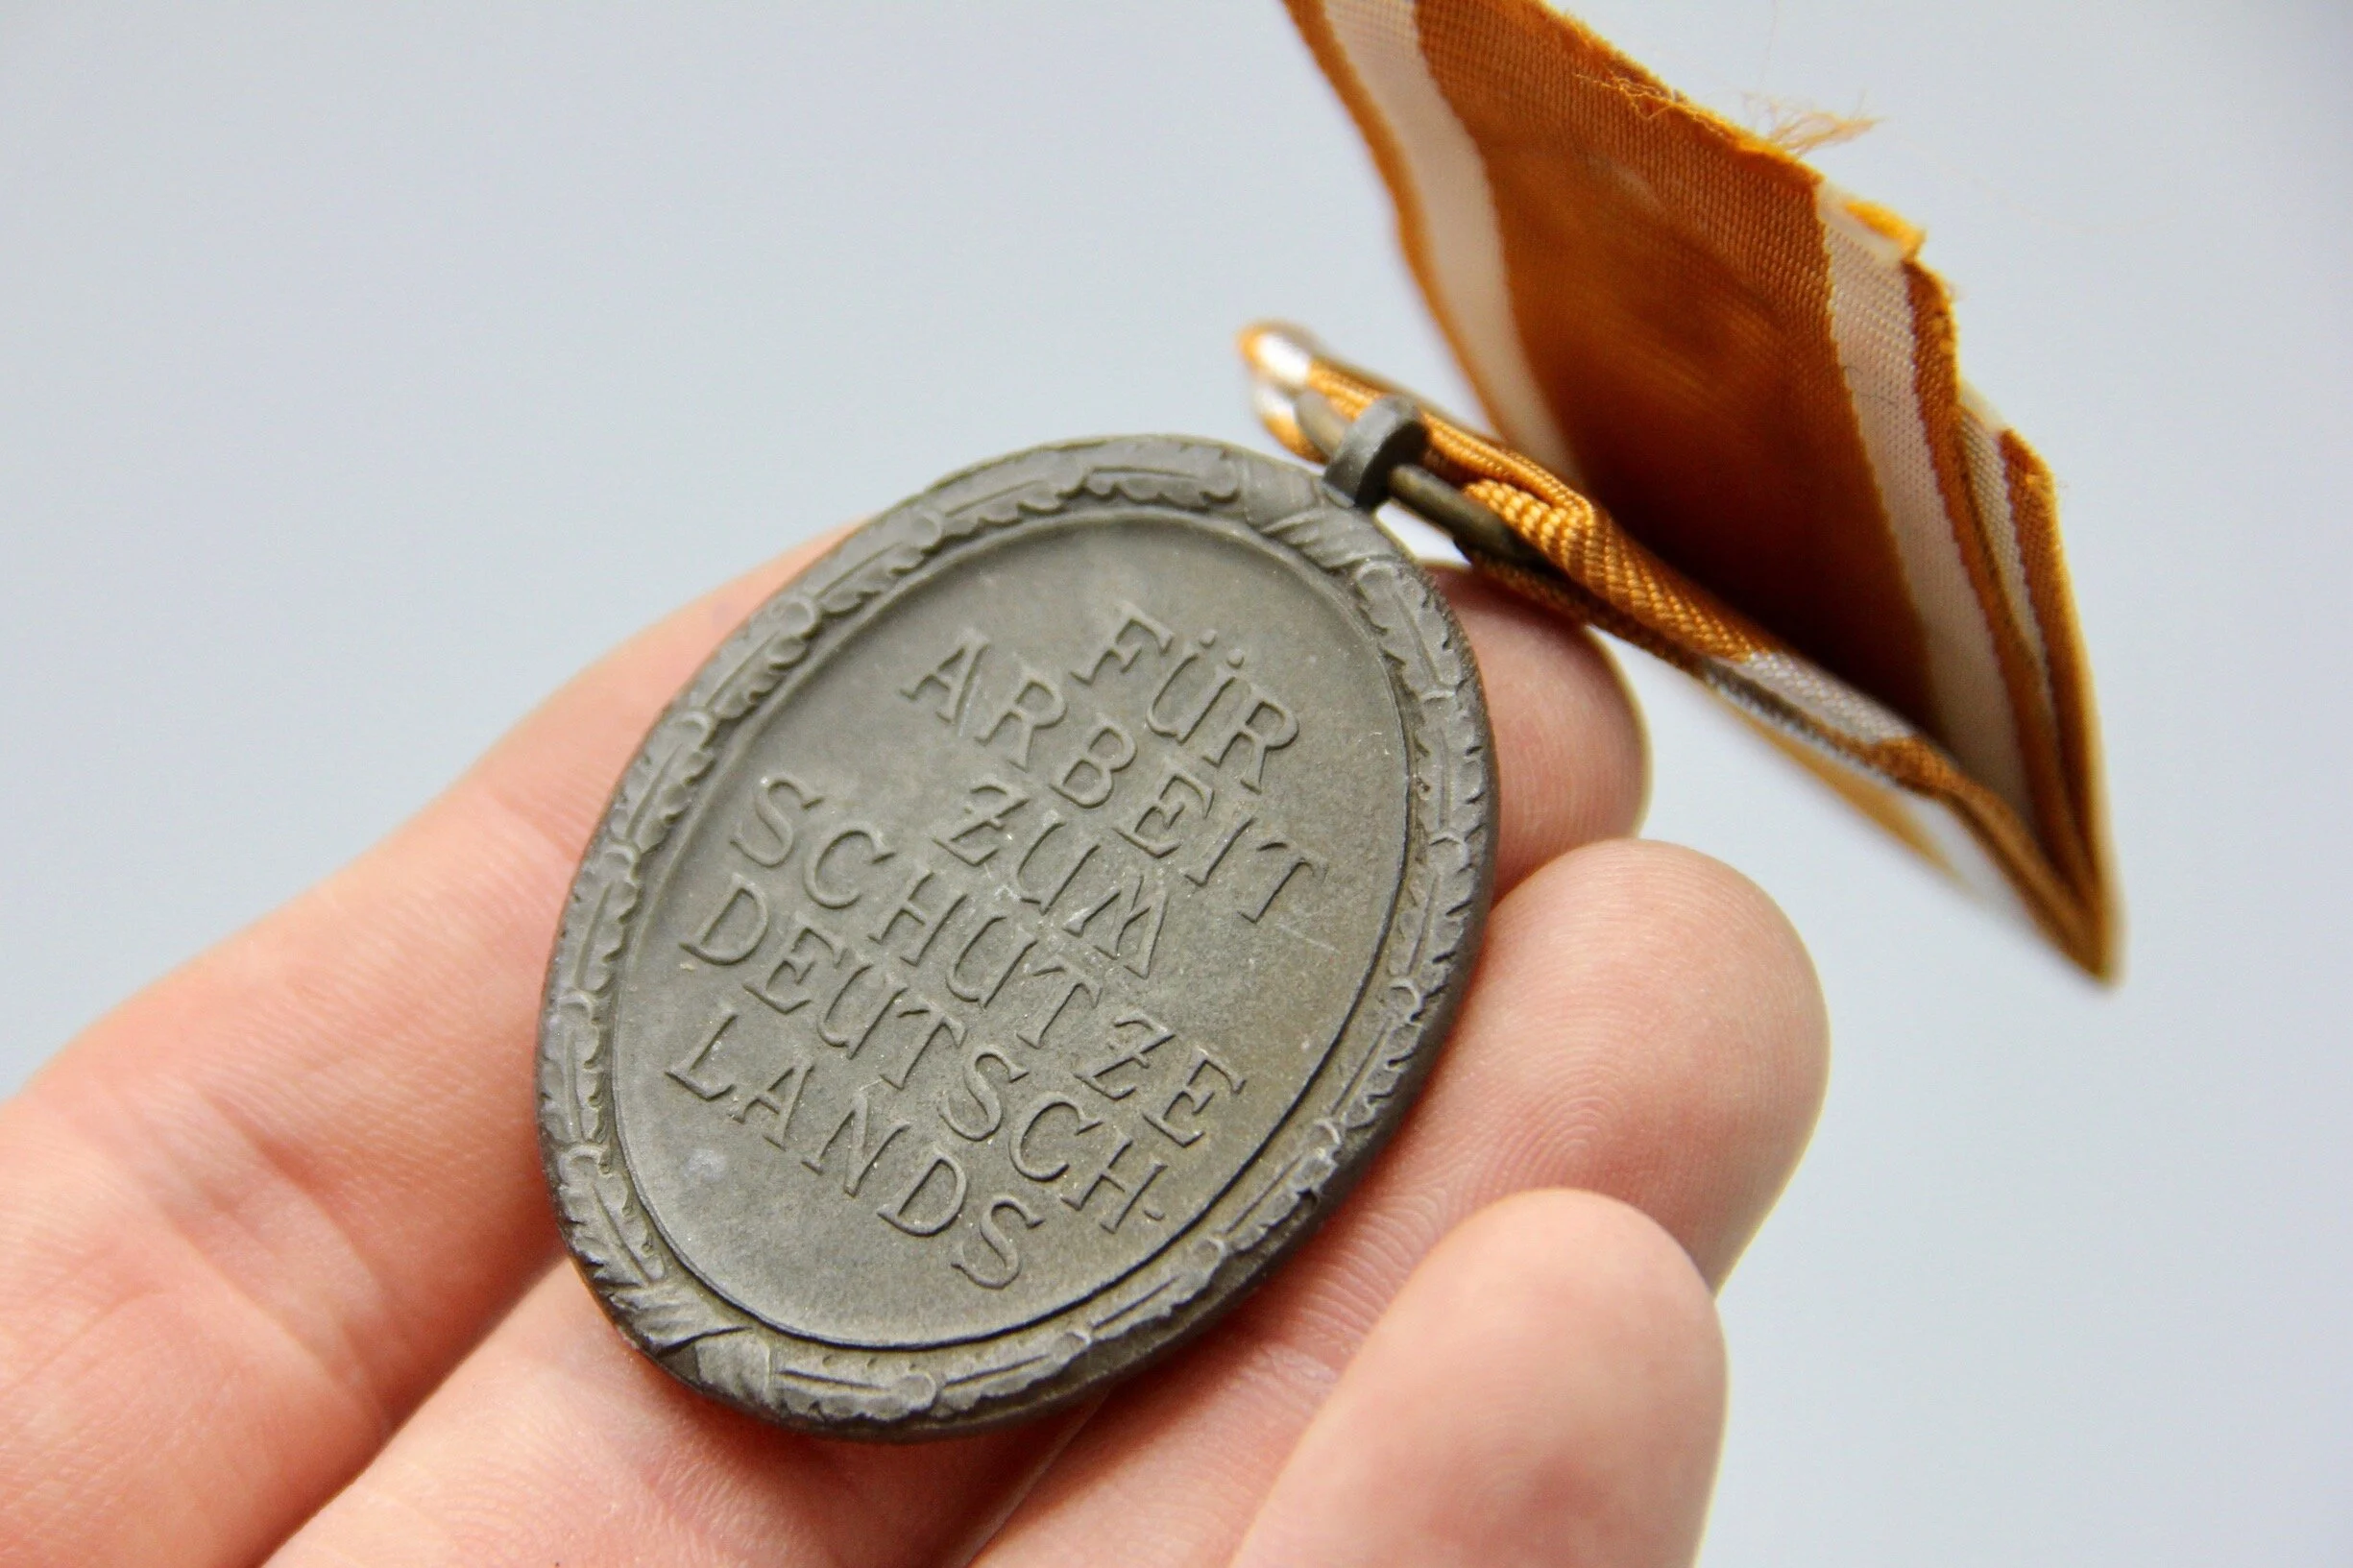 FÜR
ARBEIT
ZUM
SCHUTZE
DEUTSCH.
LANDS